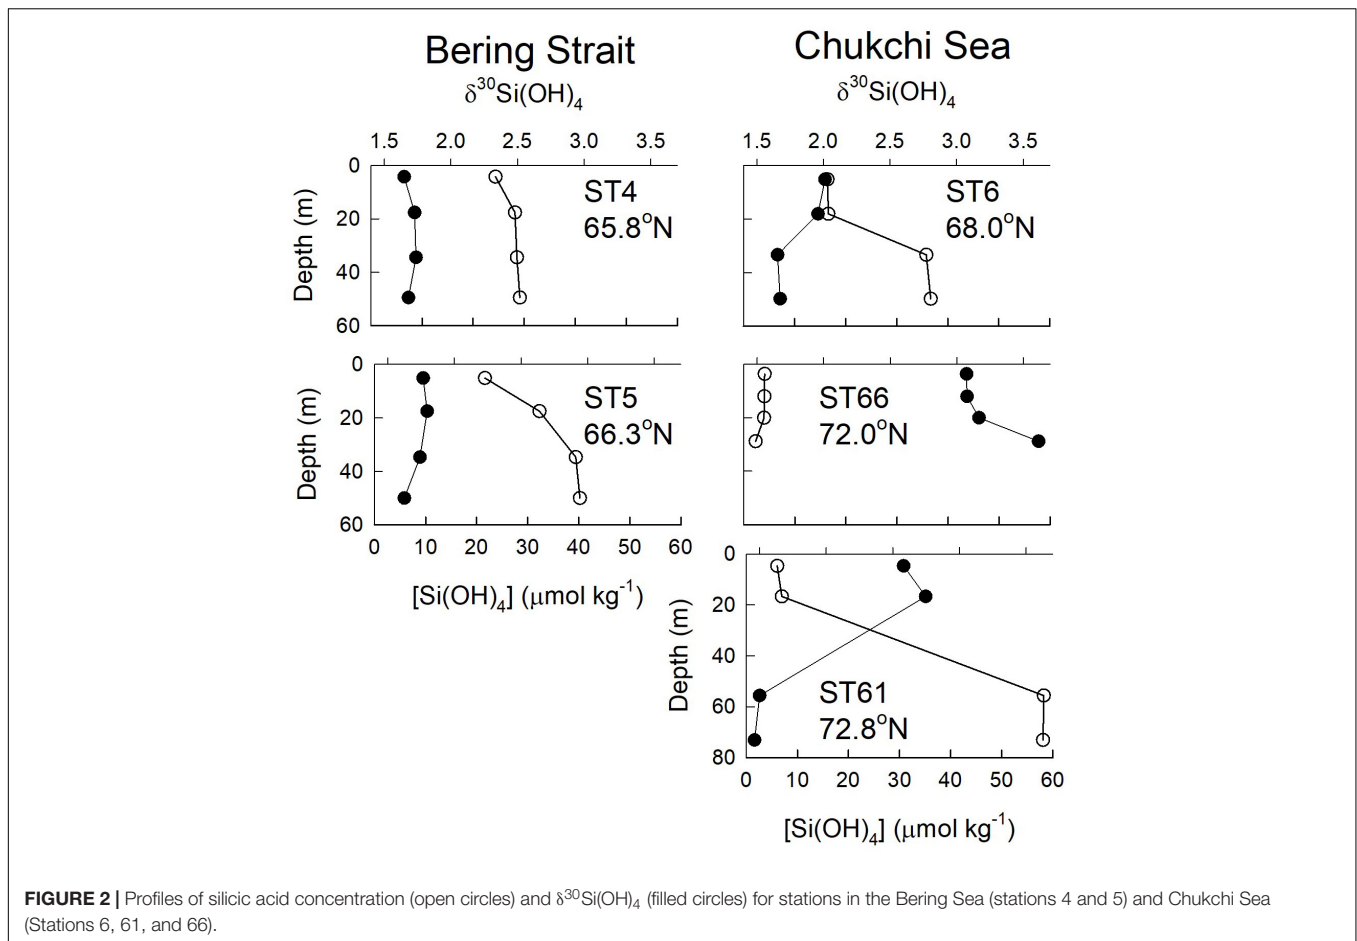 Bering Strait
δ30Si(OH)4
1.5 2.0 2.5 3.0 3.5
0
20
40
60
Depth (m)
ST4
65.8oN
0
20
40
60
Depth (m)
ST5
66.3oN
0 10 20 30 40 50 60
[Si(OH)4] (μmol kg-1)
Chukchi Sea
δ30Si(OH)4
1.5 2.0 2.5 3.0 3.5
ST6
68.0oN
ST66
72.0oN
0
20
40
60
80
Depth (m)
ST61
72.8oN
0 10 20 30 40 50 60
[Si(OH)4] (μmol kg-1)
FIGURE 2 | Profiles of silicic acid concentration (open circles) and δ30Si(OH)4 (filled circles) for stations in the Bering Sea (stations 4 and 5) and Chukchi Sea
(Stations 6, 61, and 66).